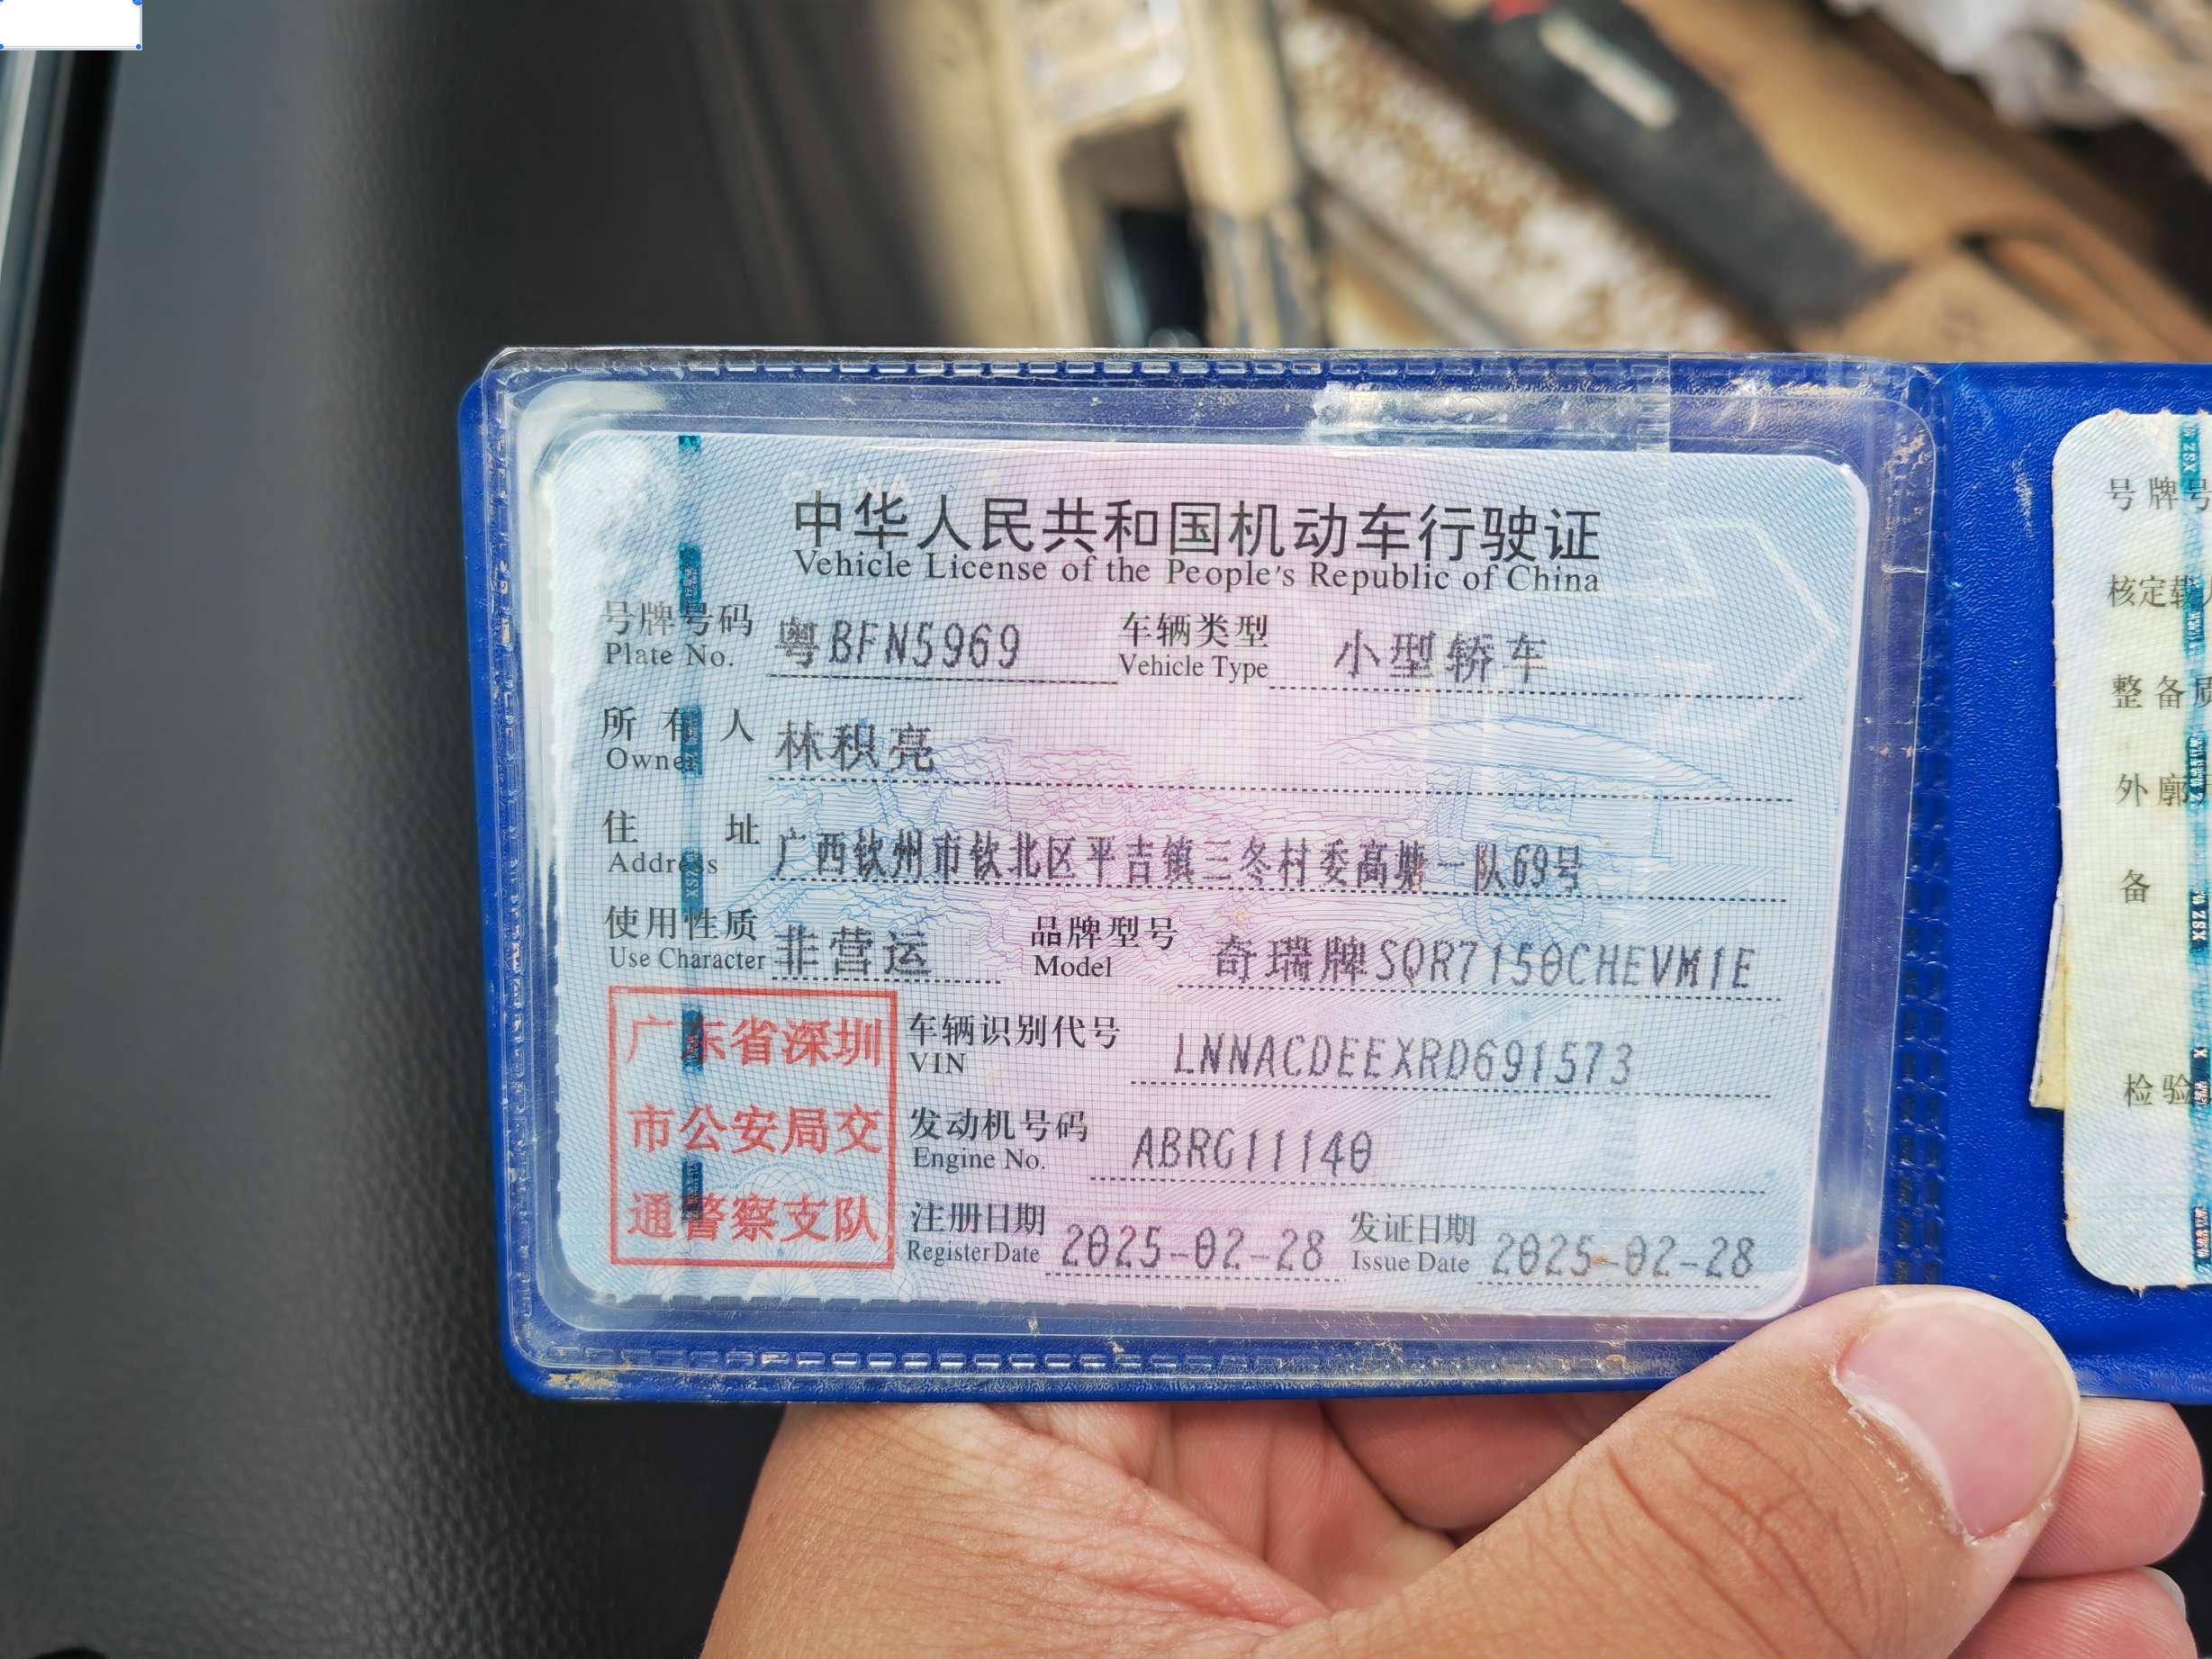 中华人民共和国机动车行驶证
Vehicle License of the People's Republic of China
号牌号码 粤BFN5969 车辆类型 小型轿车
Plate No. Vehicle Type
所有人 林积亮
Owner
住址 广西钦州市钦北区平吉镇三冬村委高塘一队69号
Address
使用性质 非营运 品牌型号 奇瑞牌SQR7150CHEVM1E
Use Character Model
车辆识别代号 LNNACDEEXRD691573
VIN
发动机号码 ABRG11140
Engine No.
注册日期 2025-02-28 发证日期 2025-02-28
Register Date Issue Date
广东省深圳
市公安局交
通警察支队
号牌号
核定载
整备质
外廓
备
检验